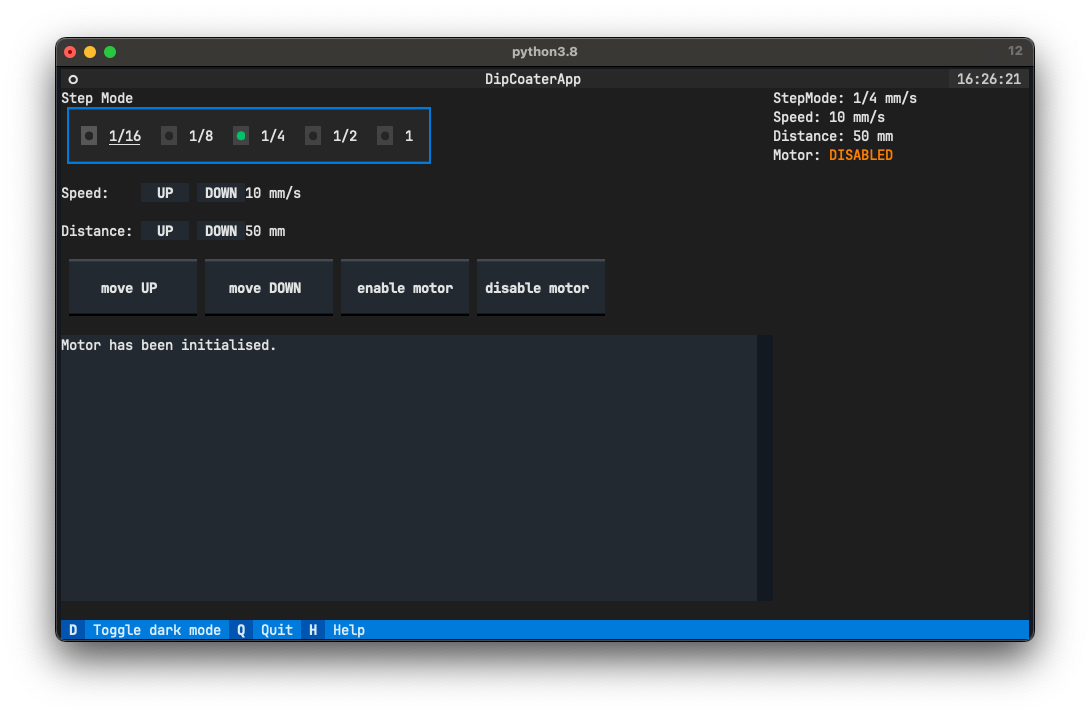 python3.8 12
DipCoaterApp 16:26:21
Step Mode
1/16 1/8 1/4 1/2 1
Speed: UP DOWN 10 mm/s
Distance: UP DOWN 50 mm
move UP move DOWN enable motor disable motor
Motor has been initialised.
StepMode: 1/4 mm/s
Speed: 10 mm/s
Distance: 50 mm
Motor: DISABLED
D Toggle dark mode Q Quit H Help